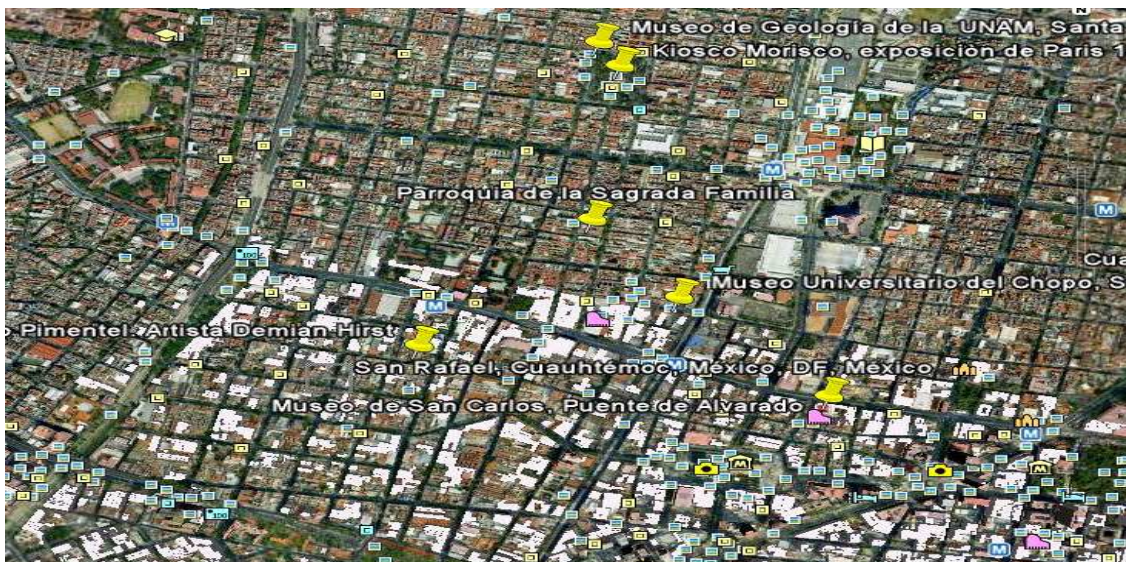 Museo de Geología de la UNAM, Santa
Kiosco Morisco, exposición de Paris 1
Parroquia de la Sagrada Familia
Cua
Museo Universitario del Chopo, S
o Pimentel, Artista Demian Hirst
San Rafael, Cuauhtémoc, México, DF, México
Museo de San Carlos, Puente de Alvarado